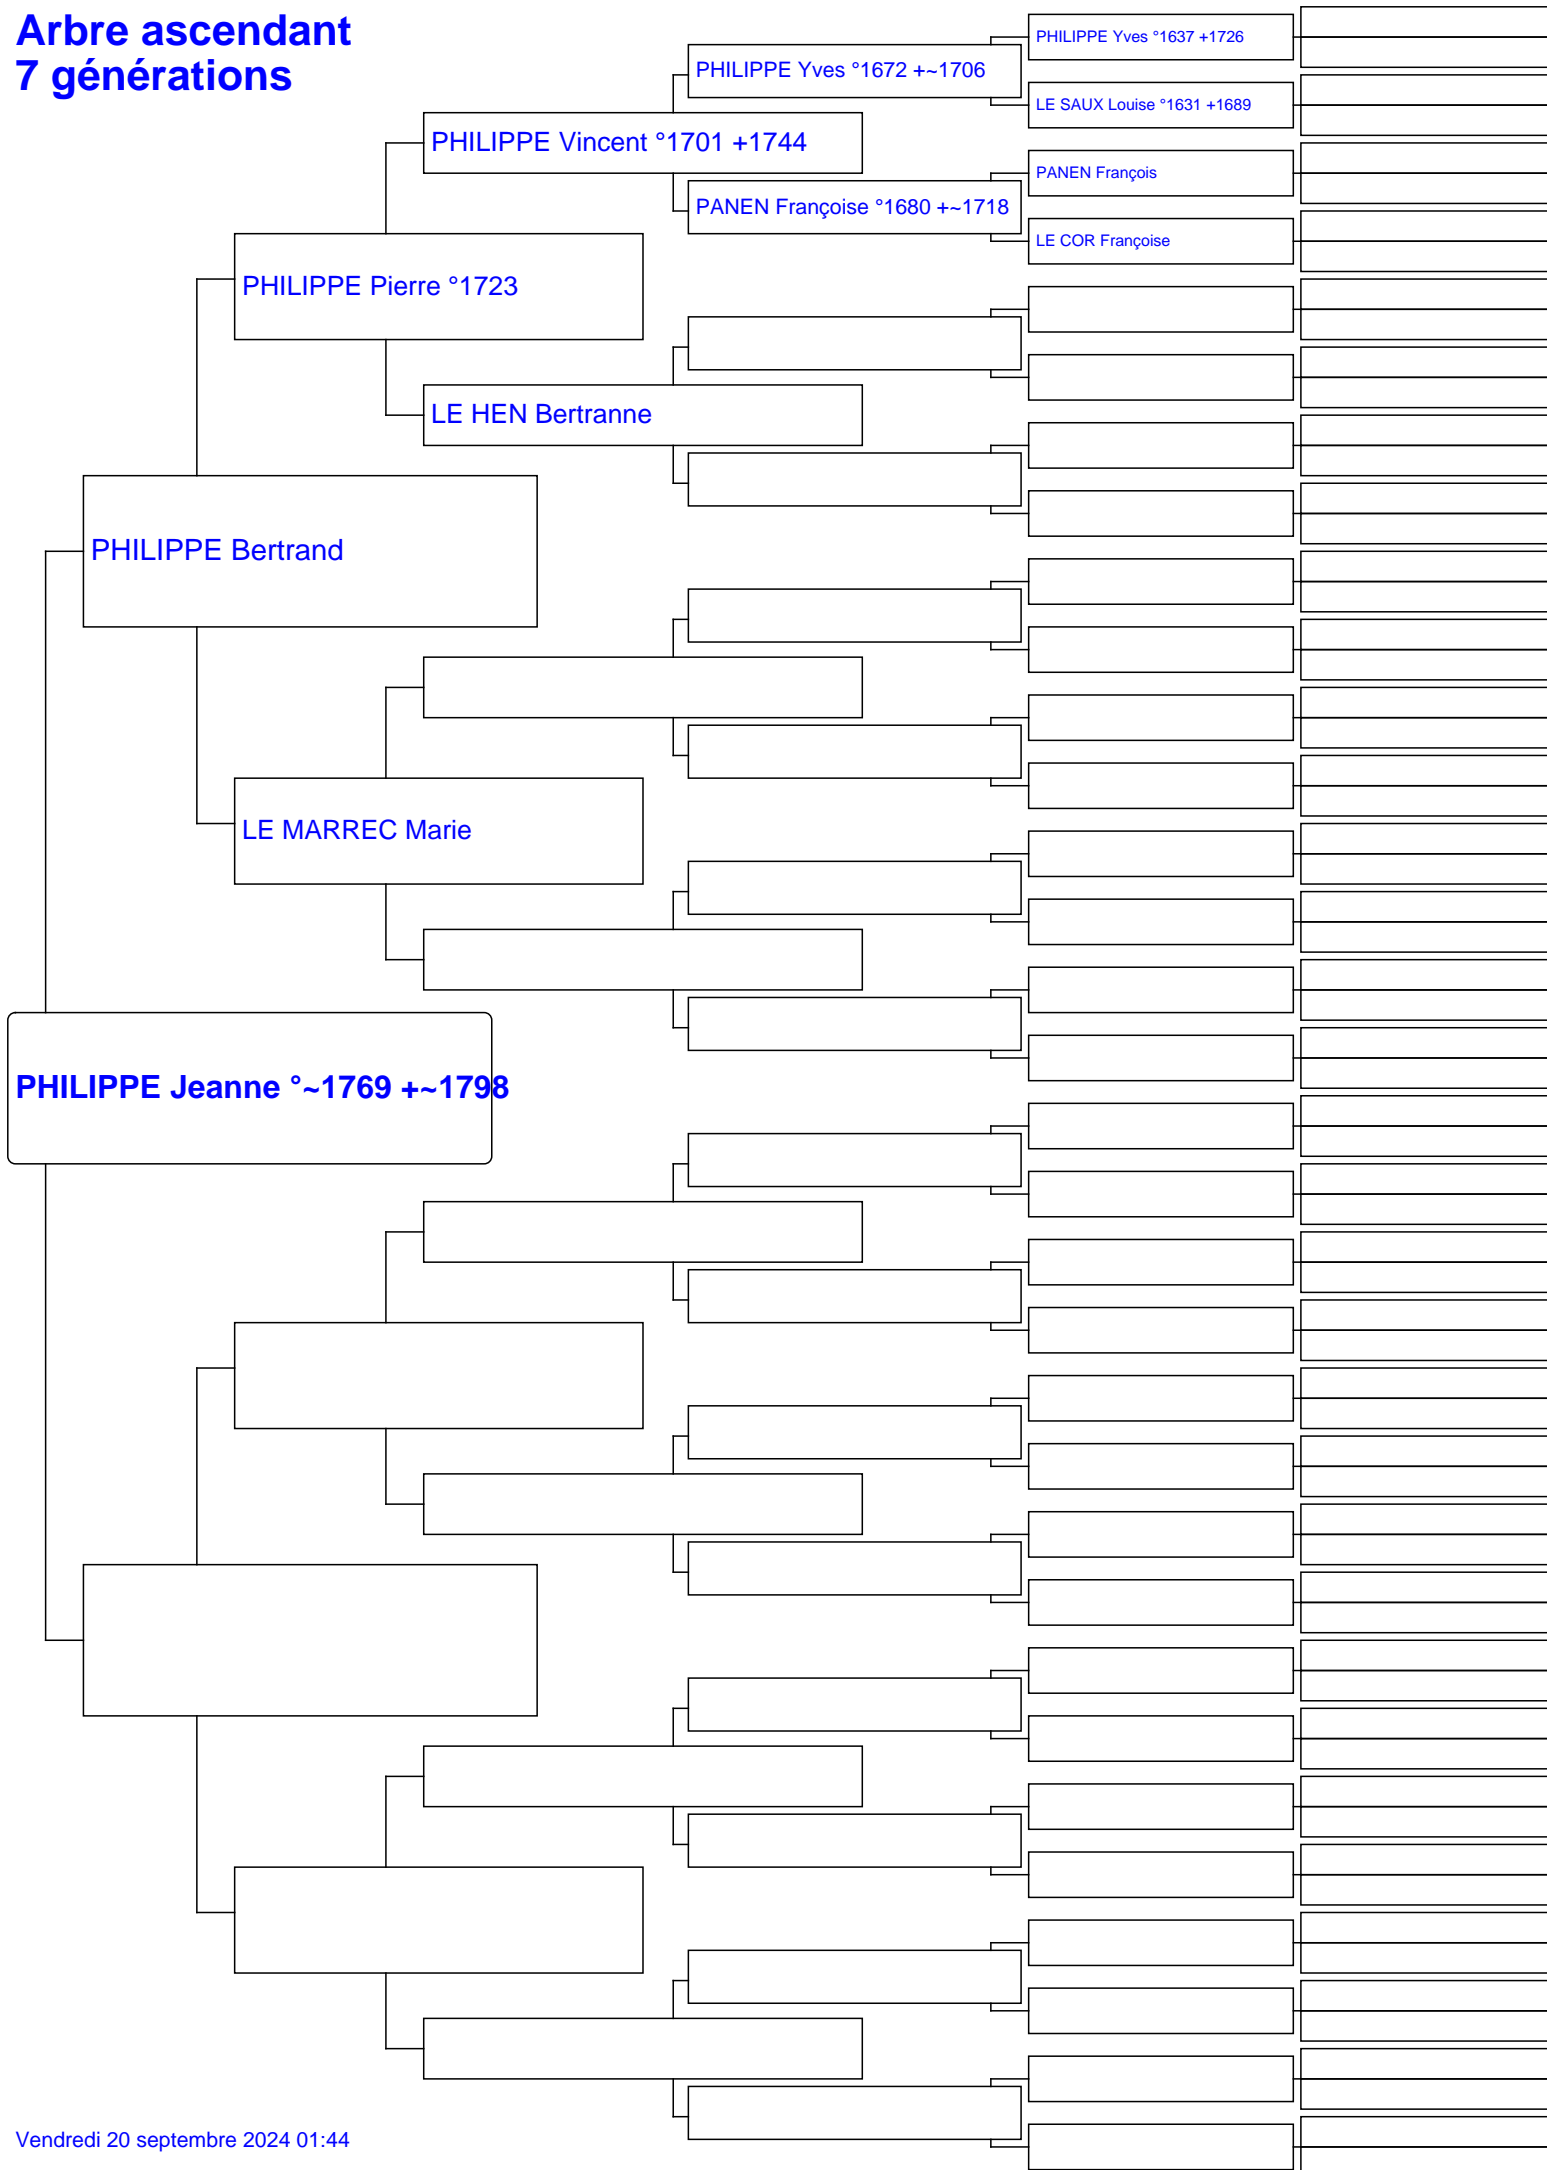 Arbre ascendant
7 générations
PHILIPPE Yves °1637 +1726
PHILIPPE Yves °1672 +~1706
LE SAUX Louise °1631 +1689
PHILIPPE Vincent °1701 +1744
PANEN François
PANEN Françoise °1680 +~1718
LE COR Françoise
PHILIPPE Pierre °1723
LE HEN Bertranne
PHILIPPE Bertrand
LE MARREC Marie
PHILIPPE Jeanne °~1769 +~1798
Vendredi 20 septembre 2024 01:44